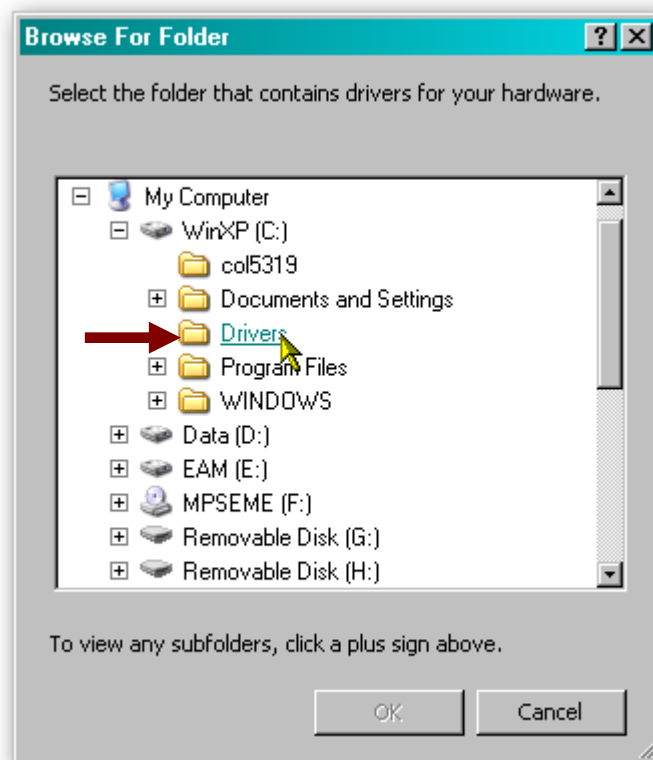 Browse For Folder
Select the folder that contains drivers for your hardware.
My Computer
WinXP (C:)
col5319
Documents and Settings
Drivers
Program Files
WINDOWS
Data (D:)
EAM (E:)
MPSEME (F:)
Removable Disk (G:)
Removable Disk (H:)
To view any subfolders, click a plus sign above.
OK Cancel